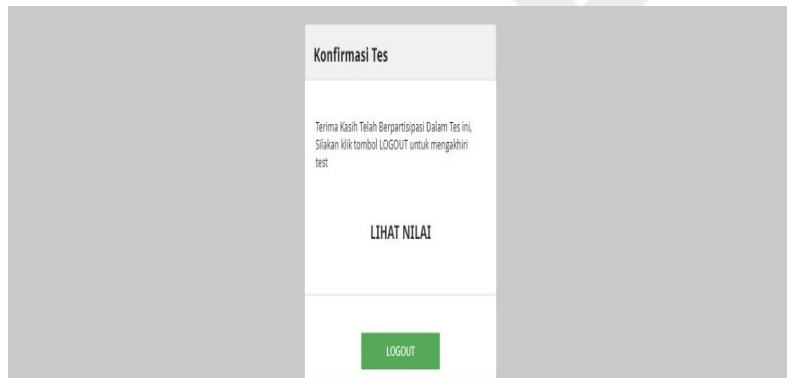 Konfirmasi Tes
Terima Kasih Telah Berpartisipasi Dalam Tes ini,
Silakan klik tombol LOGOUT untuk mengakhiri
test
LIHAT NILAI
LOGOUT